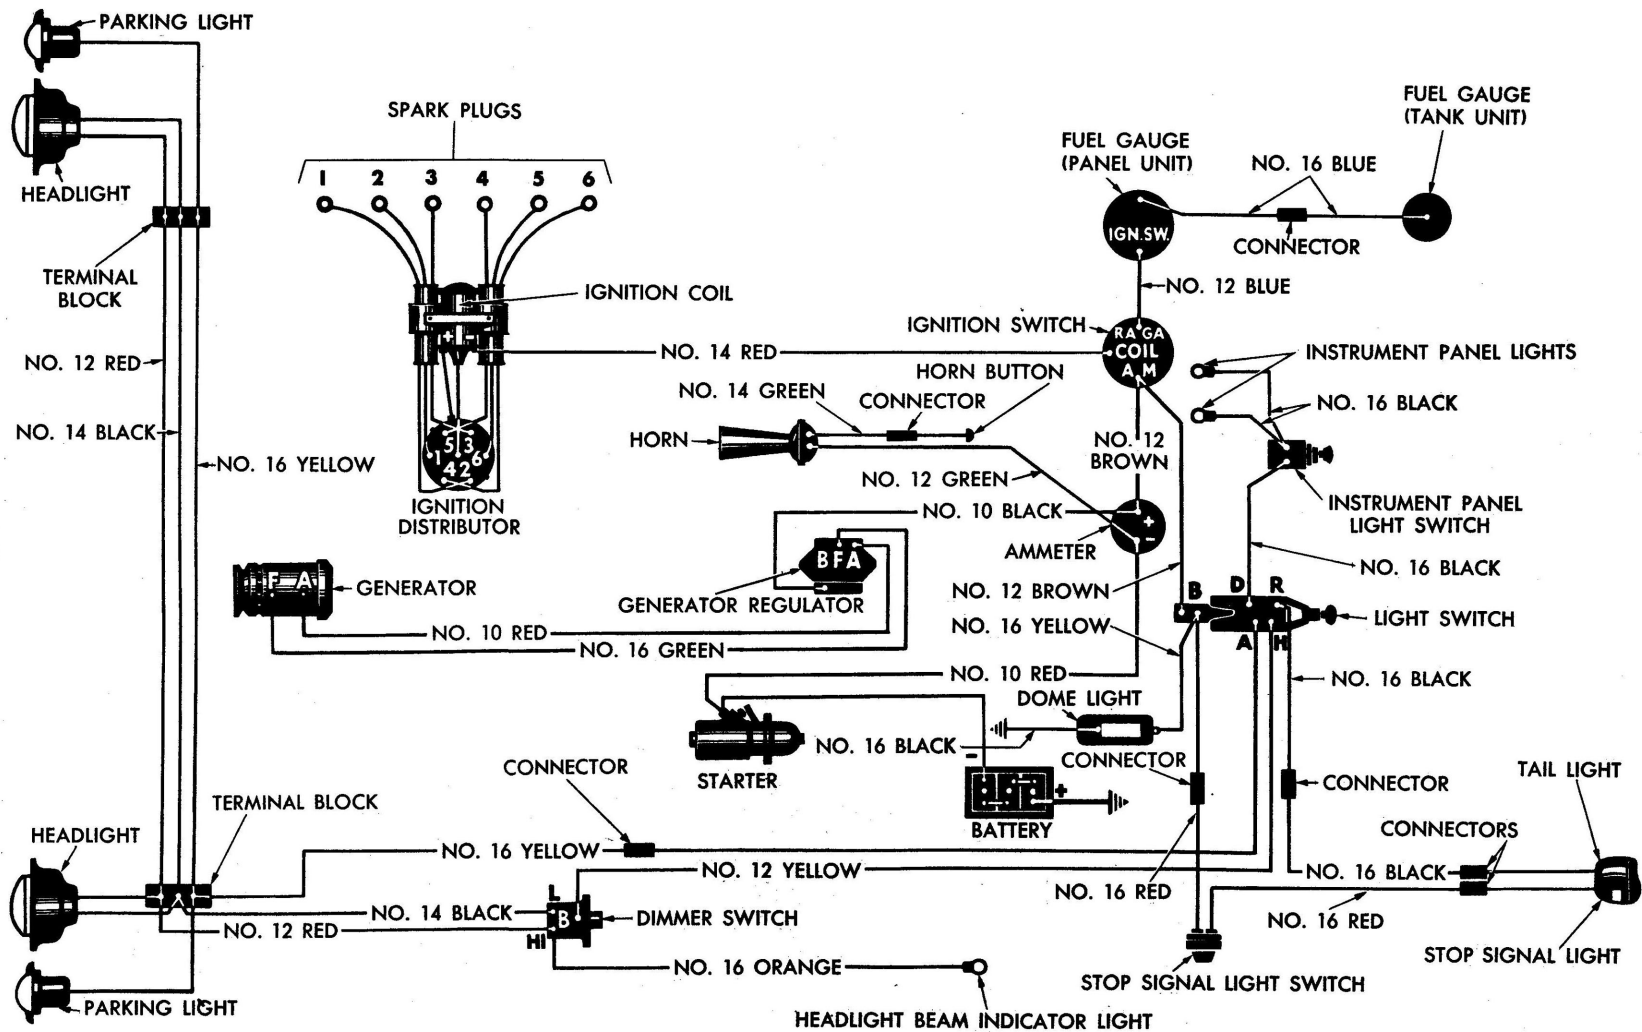 PARKING LIGHT
HEADLIGHT
TERMINAL
BLOCK
NO. 12 RED
NO. 14 BLACK
NO. 16 YELLOW
SPARK PLUGS
1 2 3 4 5 6
IGNITION COIL
+ -
NO. 14 RED
5 3
1 6
4 2
IGNITION
DISTRIBUTOR
FUEL GAUGE
(PANEL UNIT)
IGN.SW.
FUEL GAUGE
(TANK UNIT)
NO. 16 BLUE
CONNECTOR
NO. 12 BLUE
IGNITION SWITCH
RA GA
COIL
A M
INSTRUMENT PANEL LIGHTS
NO. 16 BLACK
INSTRUMENT PANEL
LIGHT SWITCH
NO. 16 BLACK
HORN BUTTON
NO. 14 GREEN
CONNECTOR
HORN
NO. 12 GREEN
NO. 12
BROWN
NO. 10 BLACK
+
-
AMMETER
B F A
GENERATOR REGULATOR
F A
GENERATOR
NO. 10 RED
NO. 16 GREEN
NO. 12 BROWN
NO. 16 YELLOW
B D R
A H
LIGHT SWITCH
NO. 16 BLACK
NO. 10 RED
DOME LIGHT
NO. 16 BLACK
STARTER
-
+
BATTERY
CONNECTOR
CONNECTOR
TAIL LIGHT
CONNECTORS
NO. 16 BLACK
NO. 16 RED
NO. 16 RED
STOP SIGNAL LIGHT
STOP SIGNAL LIGHT SWITCH
CONNECTOR
TERMINAL BLOCK
HEADLIGHT
NO. 16 YELLOW
NO. 12 YELLOW
NO. 14 BLACK
NO. 12 RED
L
B
HI
DIMMER SWITCH
NO. 16 ORANGE
PARKING LIGHT
HEADLIGHT BEAM INDICATOR LIGHT